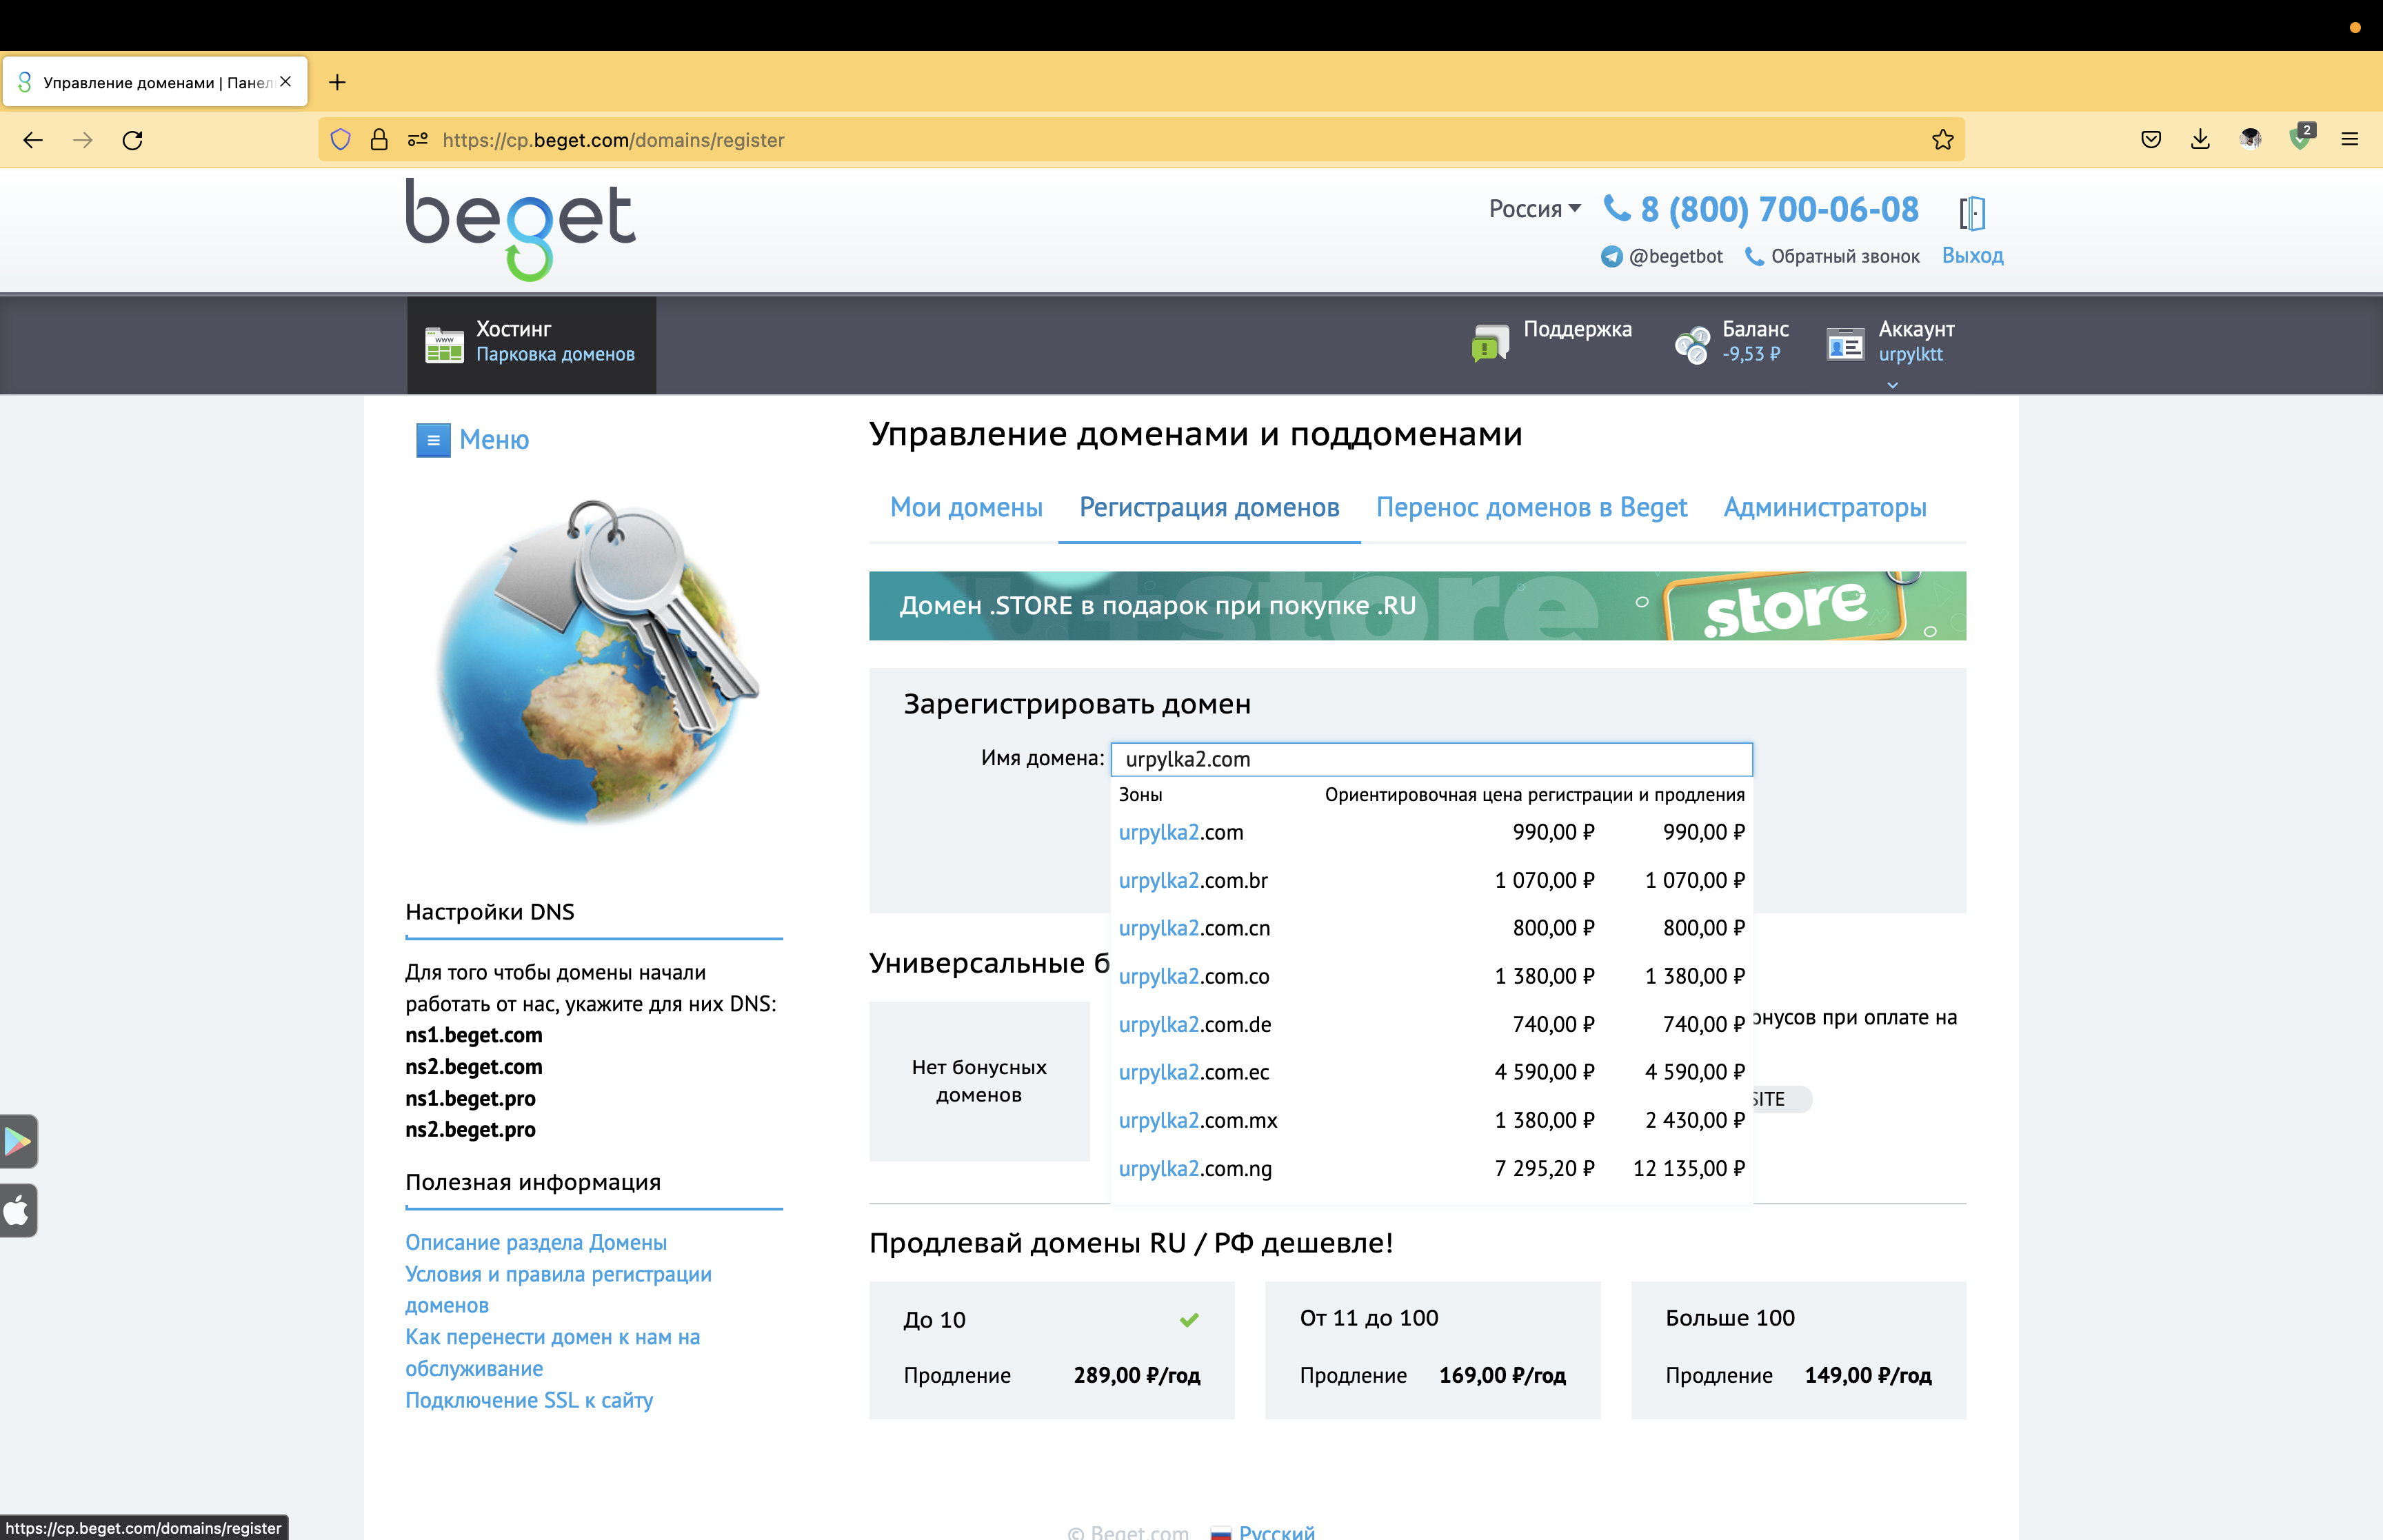 Управление доменами | Панел
https://cp.beget.com/domains/register
2
beget
Россия
8 (800) 700-06-08
@begetbot
Обратный звонок
Выход
www
Хостинг
Парковка доменов
Поддержка
Баланс
-9,53 ₽
Аккаунт
urpylktt
Меню
Управление доменами и поддоменами
Мои домены
Регистрация доменов
Перенос доменов в Beget
Администраторы
Домен .STORE в подарок при покупке .RU
.store
Зарегистрировать домен
Имя домена:
urpylka2.com
Зоны Ориентировочная цена регистрации и продления
urpylka2.com 990,00 ₽ 990,00 ₽
urpylka2.com.br 1 070,00 ₽ 1 070,00 ₽
urpylka2.com.cn 800,00 ₽ 800,00 ₽
urpylka2.com.co 1 380,00 ₽ 1 380,00 ₽
urpylka2.com.de 740,00 ₽ 740,00 ₽
urpylka2.com.ec 4 590,00 ₽ 4 590,00 ₽
urpylka2.com.mx 1 380,00 ₽ 2 430,00 ₽
urpylka2.com.ng 7 295,20 ₽ 12 135,00 ₽
Универсальные б
Нет бонусных
доменов
онусов при оплате на
SITE
Продлевай домены RU / РФ дешевле!
До 10
Продление 289,00 ₽/год
От 11 до 100
Продление 169,00 ₽/год
Больше 100
Продление 149,00 ₽/год
Настройки DNS
Для того чтобы домены начали
работать от нас, укажите для них DNS:
ns1.beget.com
ns2.beget.com
ns1.beget.pro
ns2.beget.pro
Полезная информация
Описание раздела Домены
Условия и правила регистрации
доменов
Как перенести домен к нам на
обслуживание
Подключение SSL к сайту
© Beget.com
Русский
https://cp.beget.com/domains/register